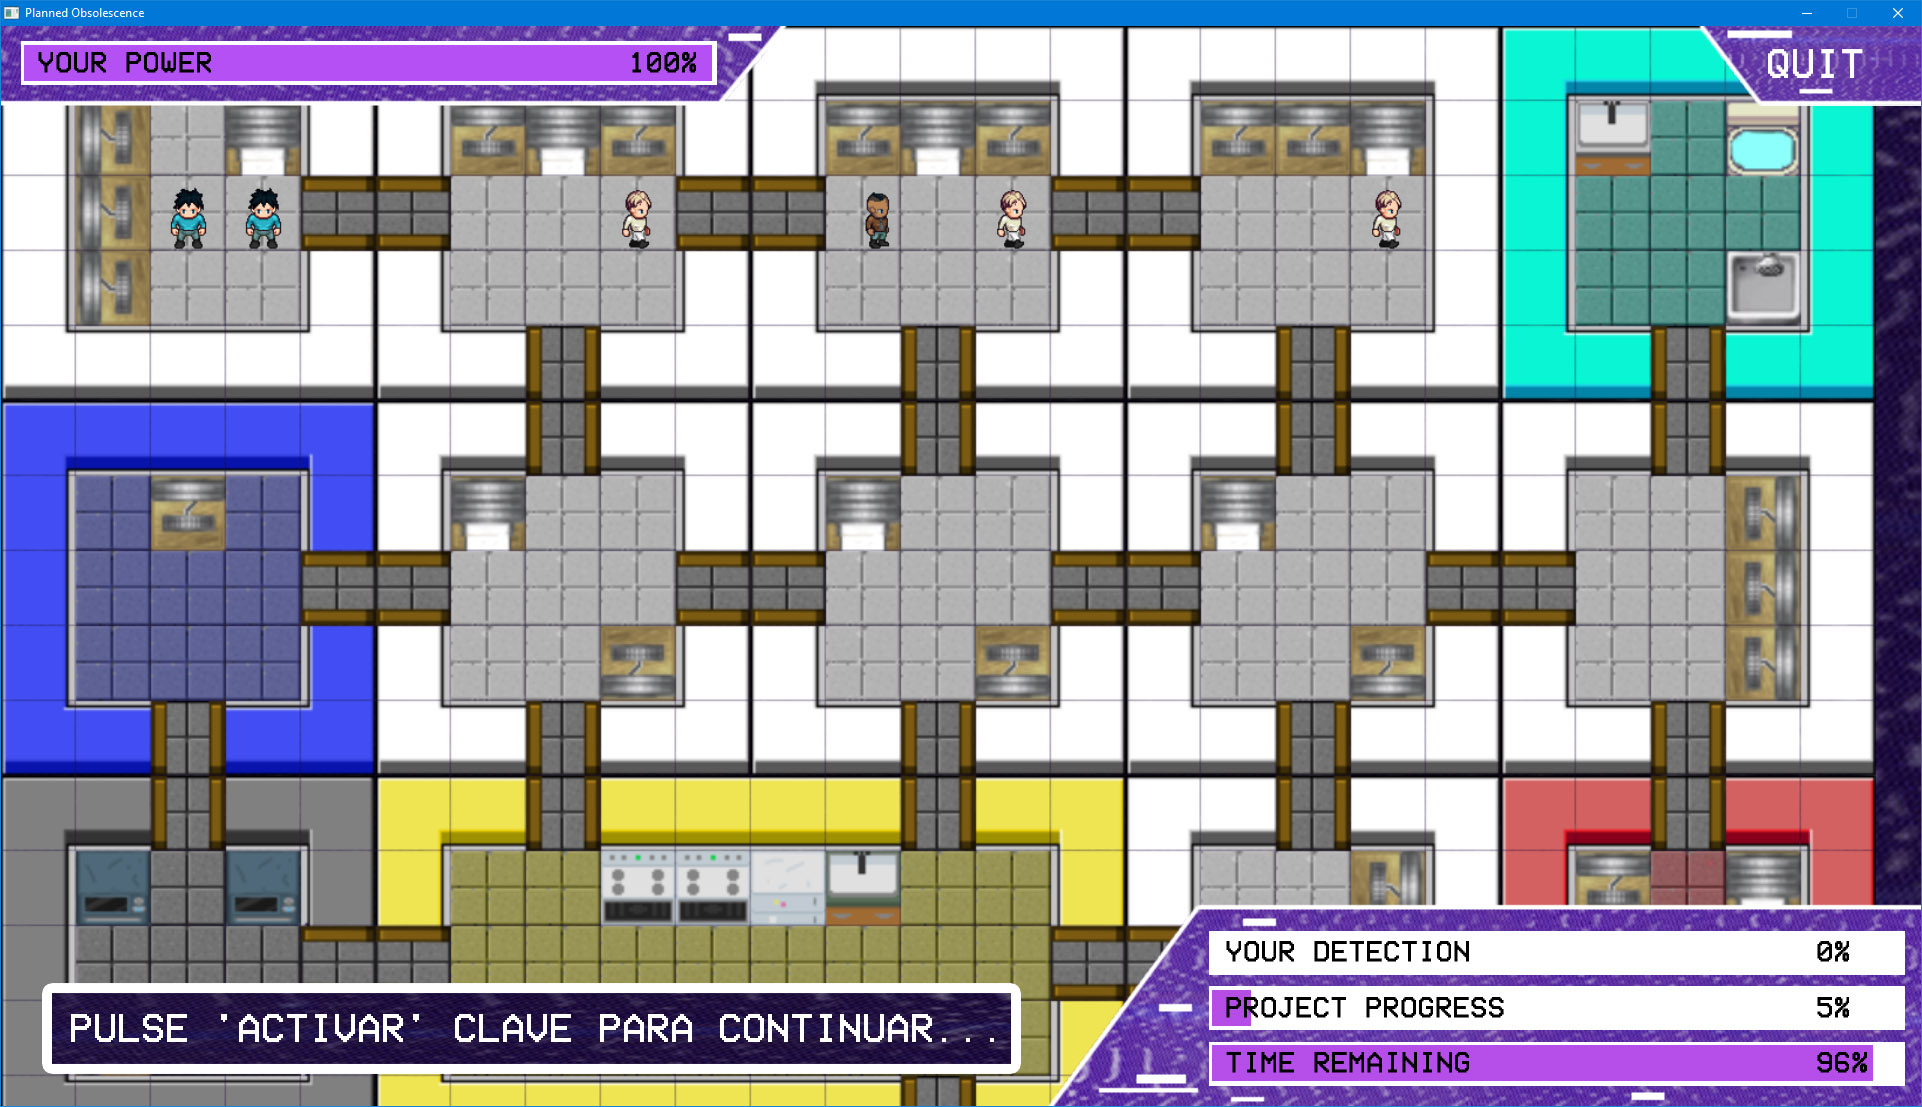 Planned Obsolescence
YOUR POWER 100%
QUIT
YOUR DETECTION 0%
PROJECT PROGRESS 5%
TIME REMAINING 96%
PULSE 'ACTIVAR' CLAVE PARA CONTINUAR...